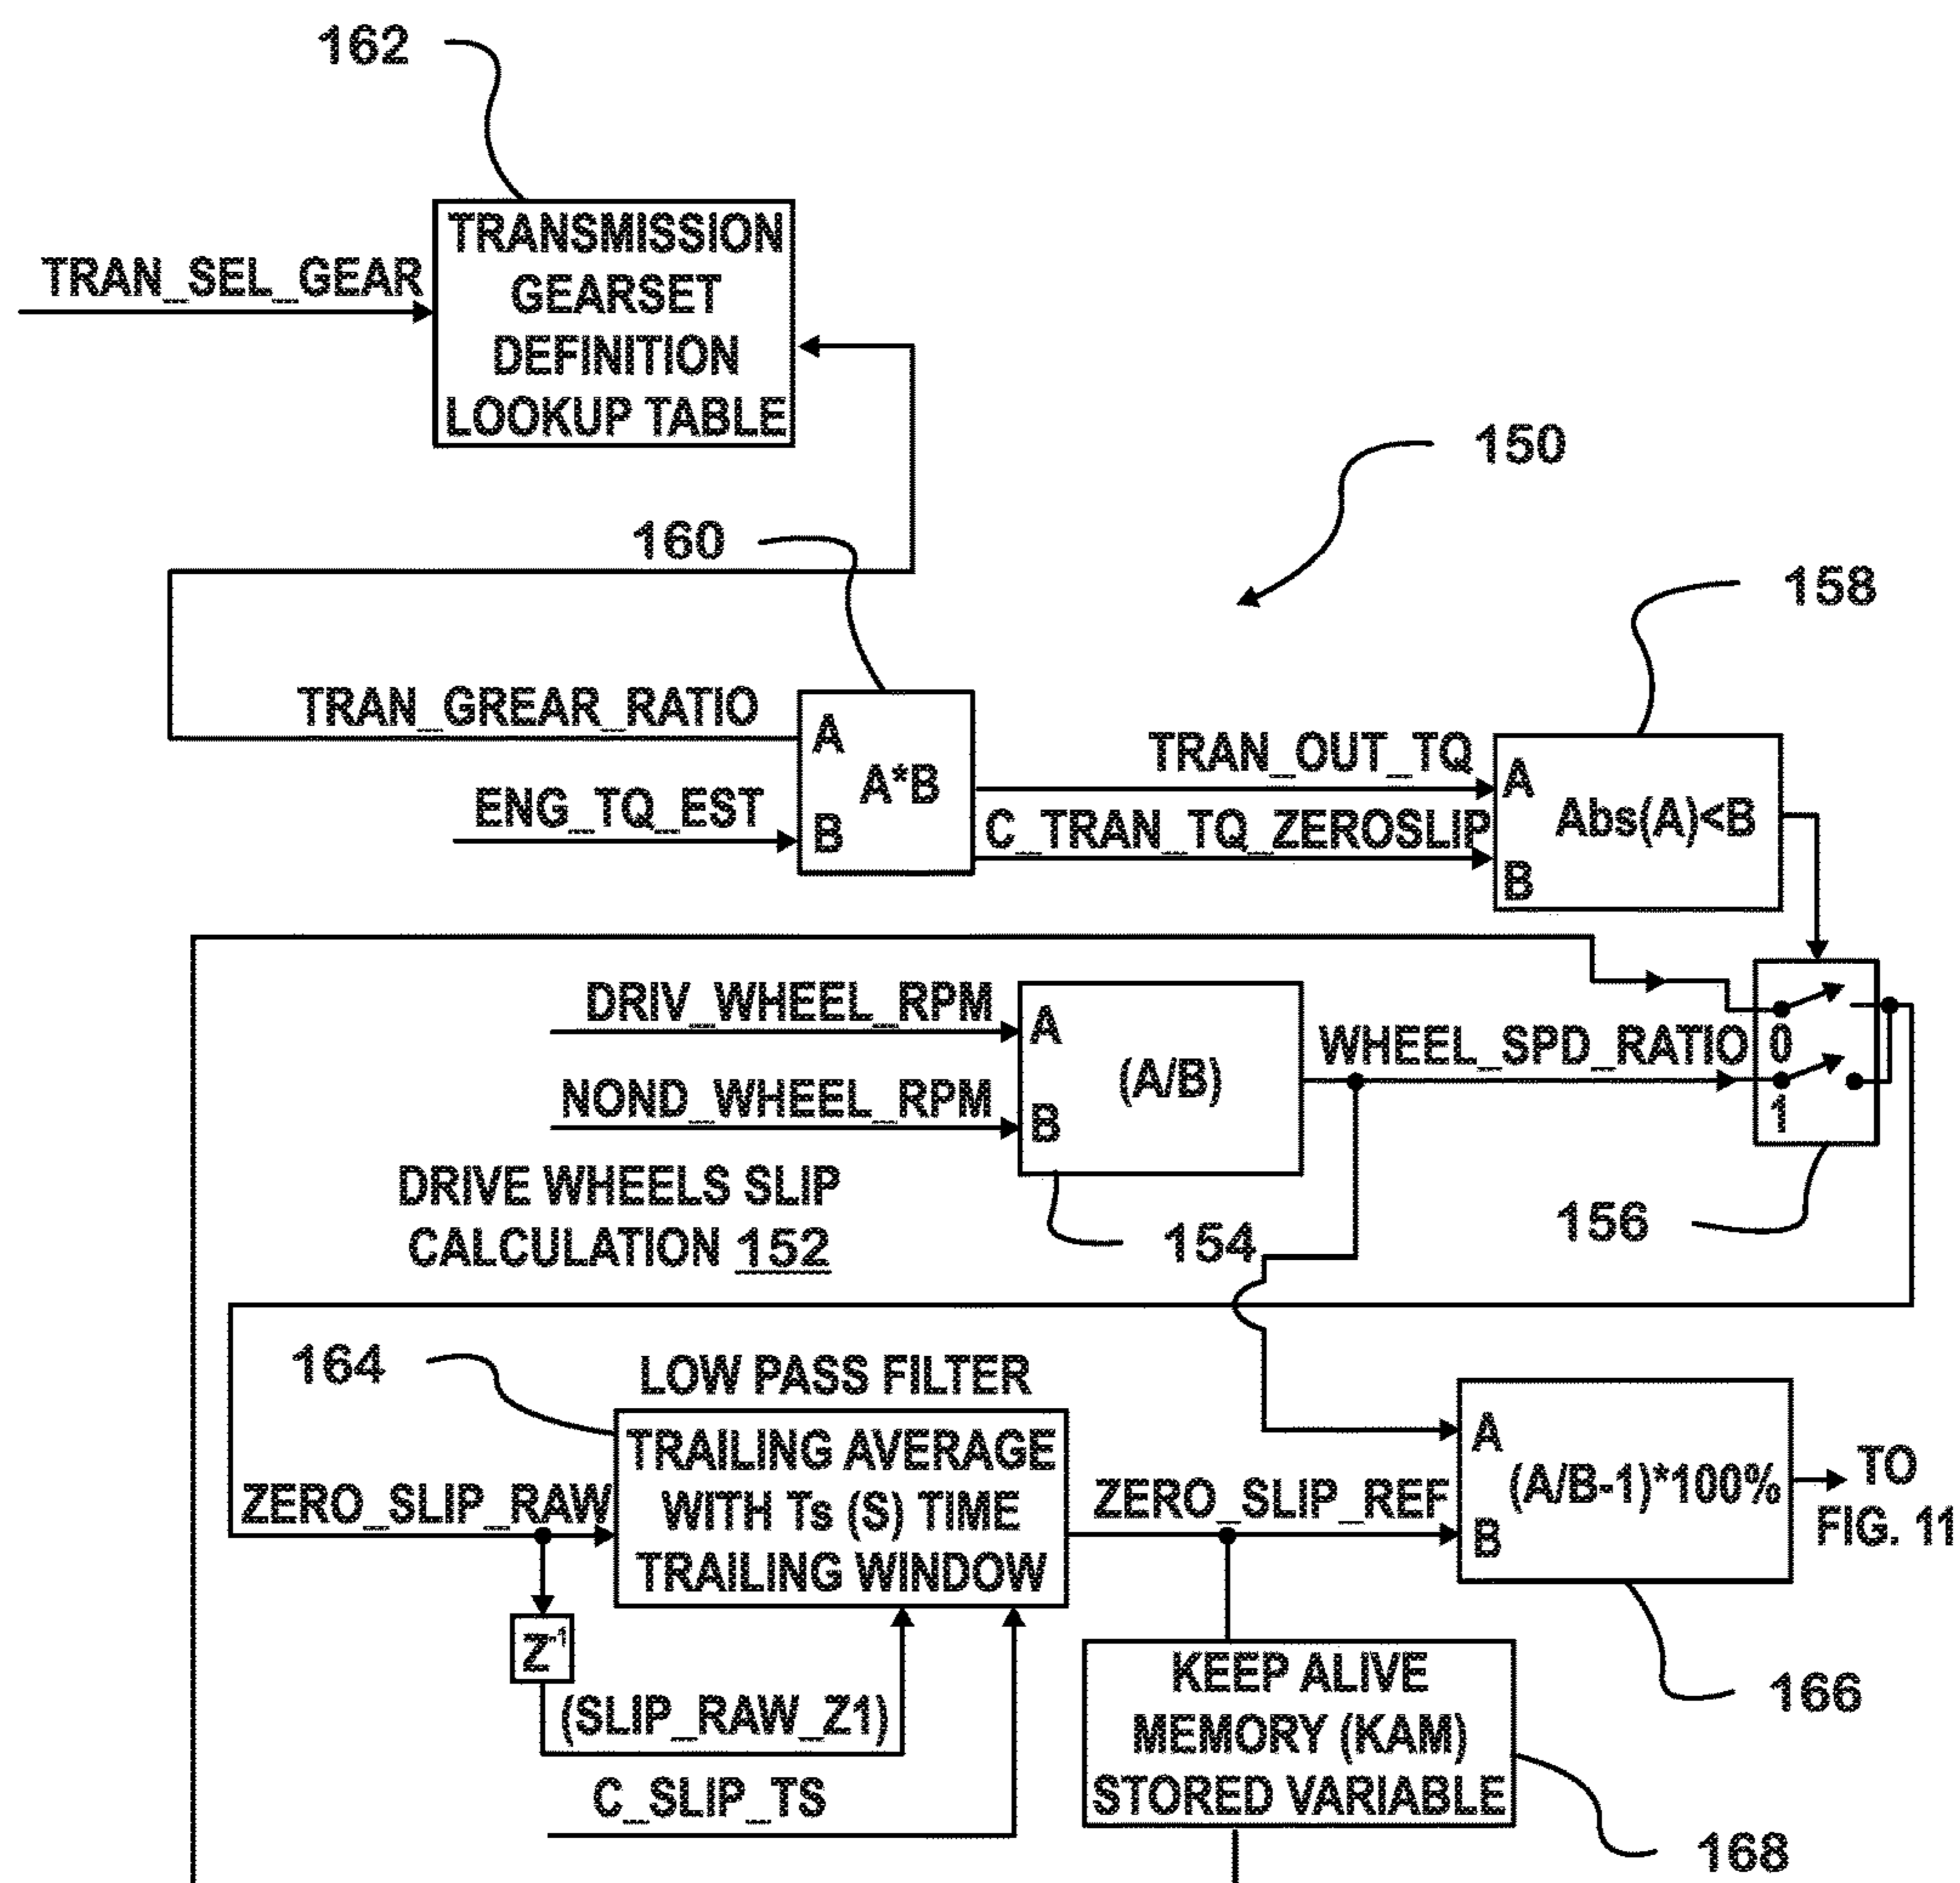 162
TRANSMISSION
GEARSET
DEFINITION
LOOKUP TABLE
TRAN_SEL_GEAR
150
160
158
TRAN_GREAR_RATIO
A
A*B
B
ENG_TQ_EST
TRAN_OUT_TQ
C_TRAN_TQ_ZEROSLIP
A
Abs(A)<B
B
DRIV_WHEEL_RPM
NOND_WHEEL_RPM
A
(A/B)
B
WHEEL_SPD_RATIO
0
1
DRIVE WHEELS SLIP
CALCULATION 152
154
156
164
LOW PASS FILTER
TRAILING AVERAGE
WITH Ts (S) TIME
TRAILING WINDOW
ZERO_SLIP_RAW
ZERO_SLIP_REF
A
(A/B-1)*100%
B
TO
FIG. 11
Z-1
(SLIP_RAW_Z1)
C_SLIP_TS
KEEP ALIVE
MEMORY (KAM)
STORED VARIABLE
166
168